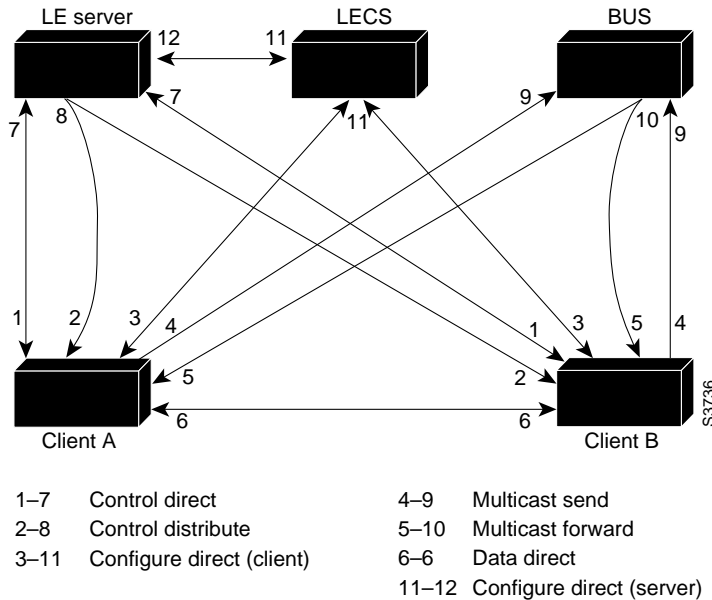 LE server
LECS
BUS
12
11
7
8
7
11
9
10
9
1
2
3
4
5
1
2
3
5
4
6
6
Client A
Client B
S3736
1–7 Control direct
2–8 Control distribute
3–11 Configure direct (client)
4–9 Multicast send
5–10 Multicast forward
6–6 Data direct
11–12 Configure direct (server)